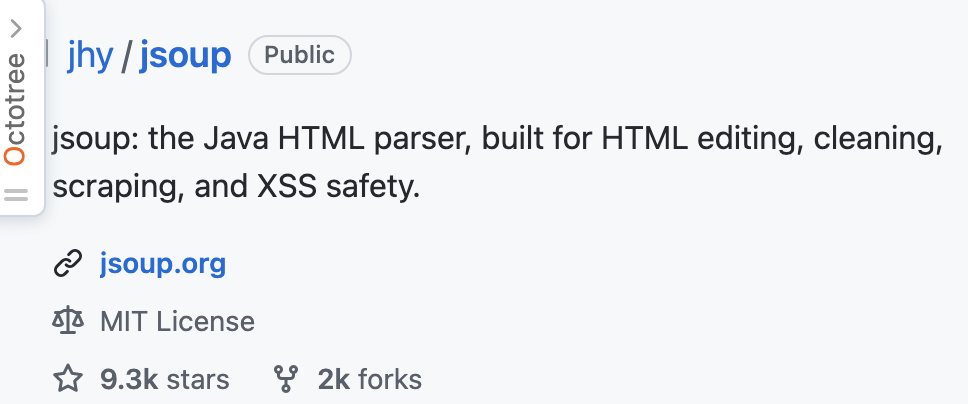 Octotree
jhy / jsoup Public
jsoup: the Java HTML parser, built for HTML editing, cleaning,
scraping, and XSS safety.
jsoup.org
MIT License
9.3k stars 2k forks